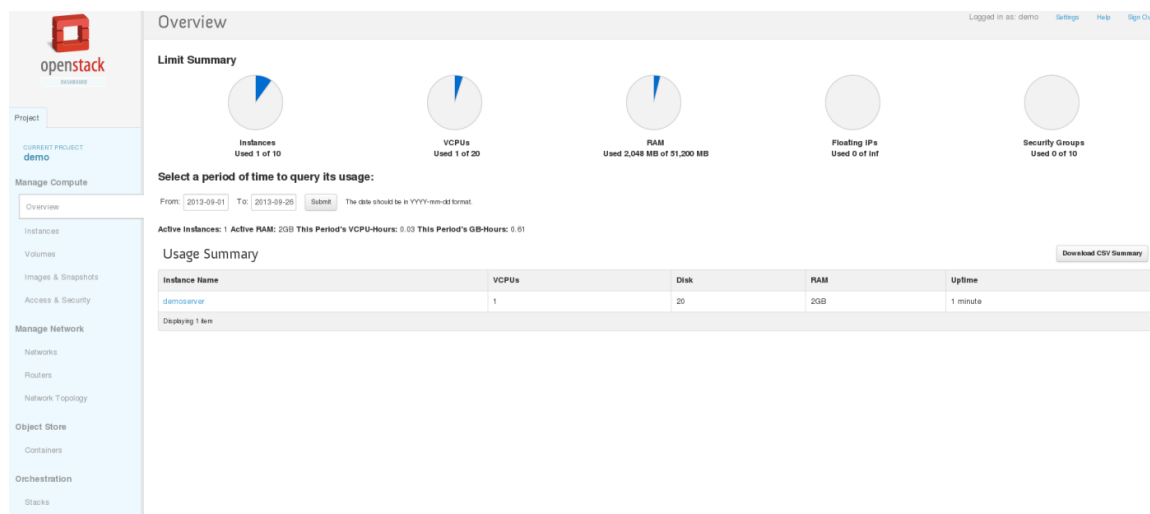 openstack
DASHBOARD
Project
CURRENT PROJECT
demo
Manage Compute
Overview
Instances
Volumes
Images & Snapshots
Access & Security
Manage Network
Networks
Routers
Network Topology
Object Store
Containers
Orchestration
Stacks
Overview
Logged in as: demo Settings Help Sign Ou
Limit Summary
Instances
Used 1 of 10
VCPUs
Used 1 of 20
RAM
Used 2,048 MB of 51,200 MB
Floating IPs
Used 0 of Inf
Security Groups
Used 0 of 10
Select a period of time to query its usage:
From: 2013-09-01 To: 2013-09-26 Submit The date should be in YYYY-mm-dd format.
Active Instances: 1 Active RAM: 2GB This Period's VCPU-Hours: 0.03 This Period's GB-Hours: 0.61
Usage Summary Download CSV Summary
Instance Name VCPUs Disk RAM Uptime
demoserver 1 20 2GB 1 minute
Displaying 1 item